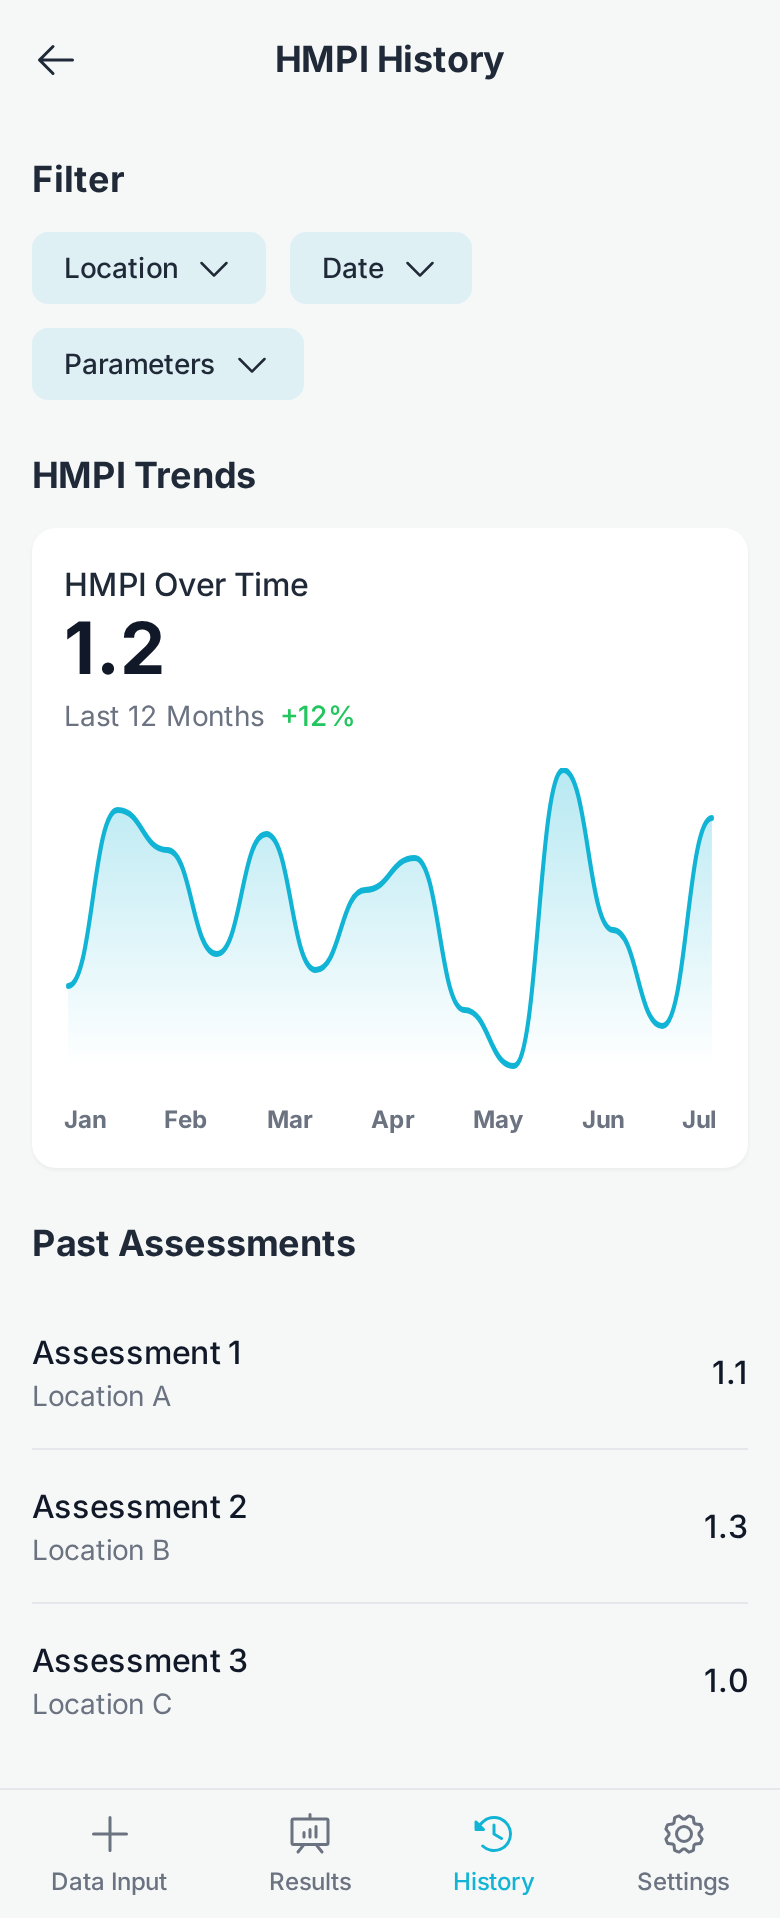 HMPI History
Filter
Location
Date
Parameters
HMPI Trends
HMPI Over Time
1.2
Last 12 Months +12%
Jan Feb Mar Apr May Jun Jul
Past Assessments
Assessment 1
Location A
1.1
Assessment 2
Location B
1.3
Assessment 3
Location C
1.0
Data Input Results History Settings